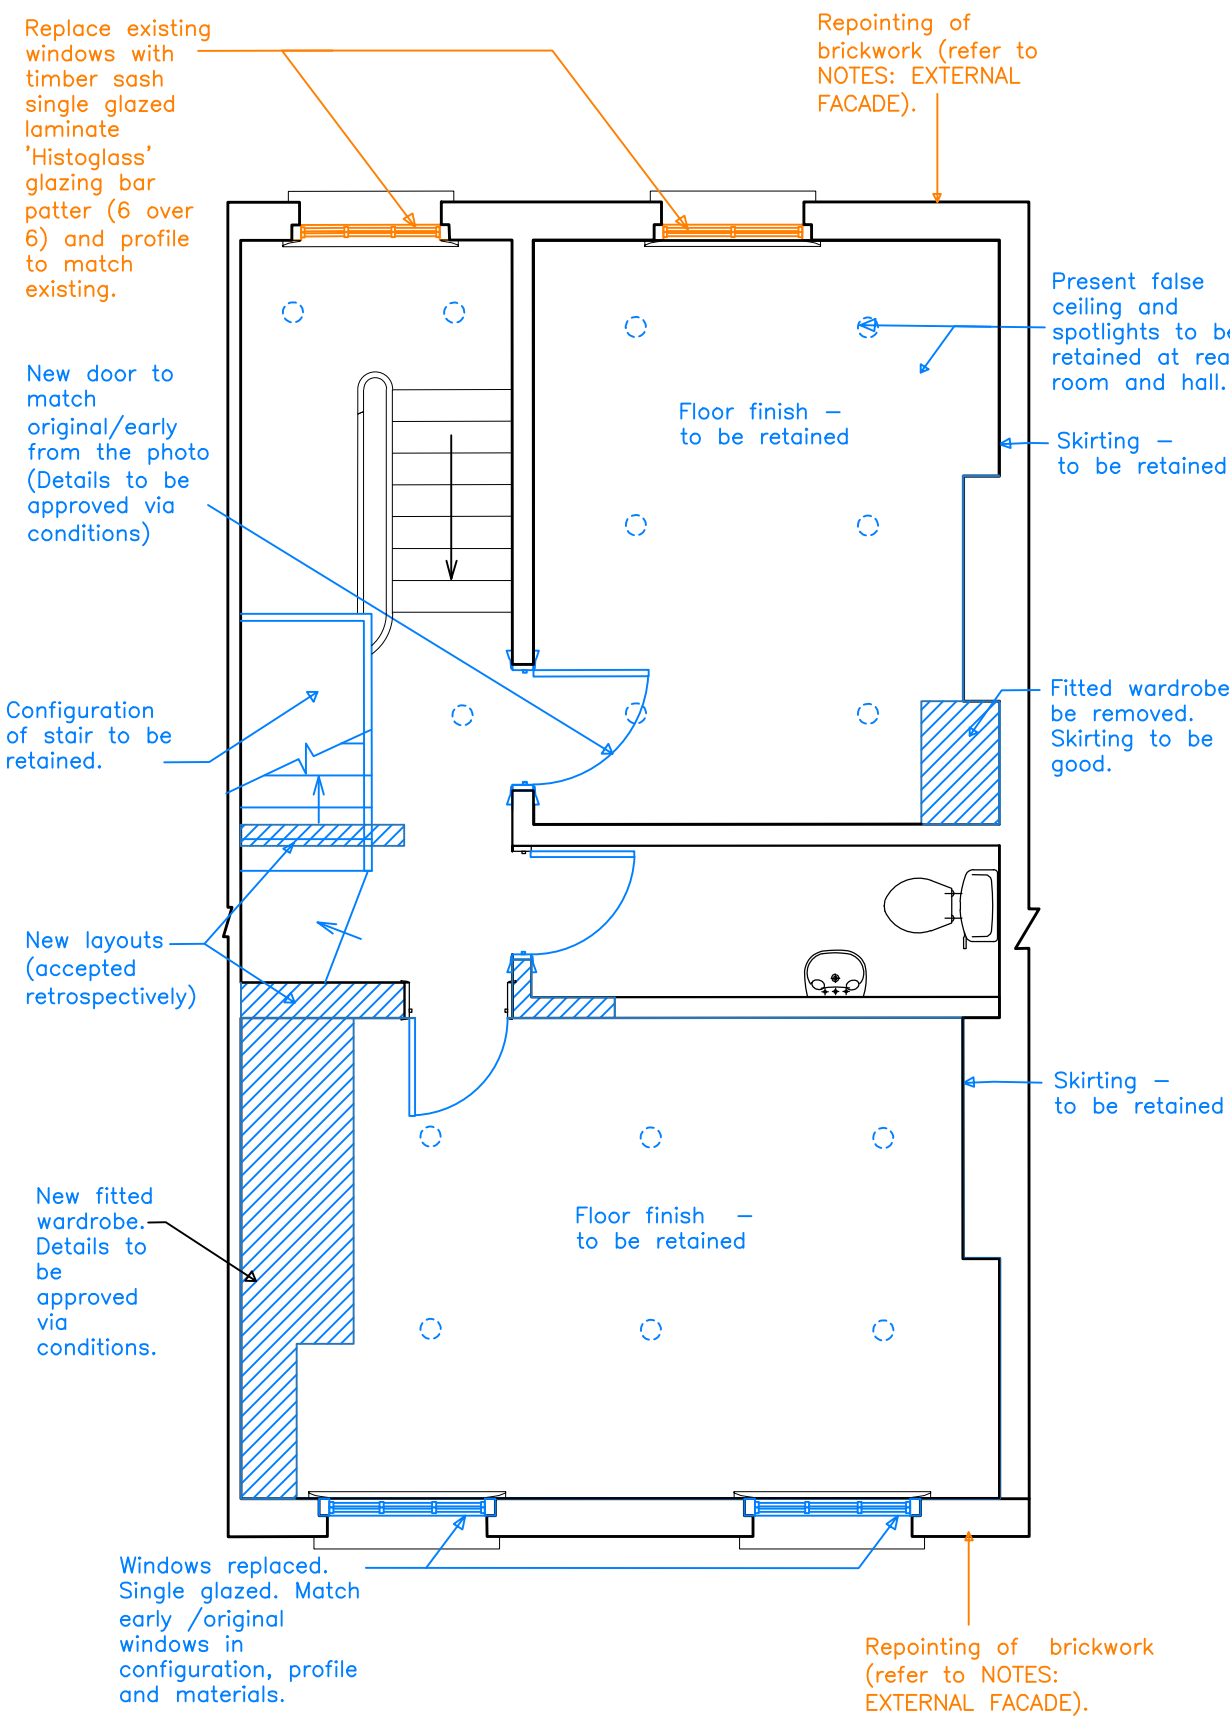 Replace existing
windows with
timber sash
single glazed
laminate
'Histoglass'
glazing bar
patter (6 over
6) and profile
to match
existing.
Repointing of
brickwork (refer to
NOTES: EXTERNAL
FACADE).
Present false
ceiling and
spotlights to be
retained at rea
room and hall.
New door to
match
original/early
from the photo
(Details to be
approved via
conditions)
Floor finish –
to be retained
Skirting –
to be retained
Configuration
of stair to be
retained.
Fitted wardrobe
be removed.
Skirting to be
good.
New layouts
(accepted
retrospectively)
Skirting –
to be retained
New fitted
wardrobe.
Details to
be
approved
via
conditions.
Floor finish –
to be retained
Windows replaced.
Single glazed. Match
early /original
windows in
configuration, profile
and materials.
Repointing of brickwork
(refer to NOTES:
EXTERNAL FACADE).